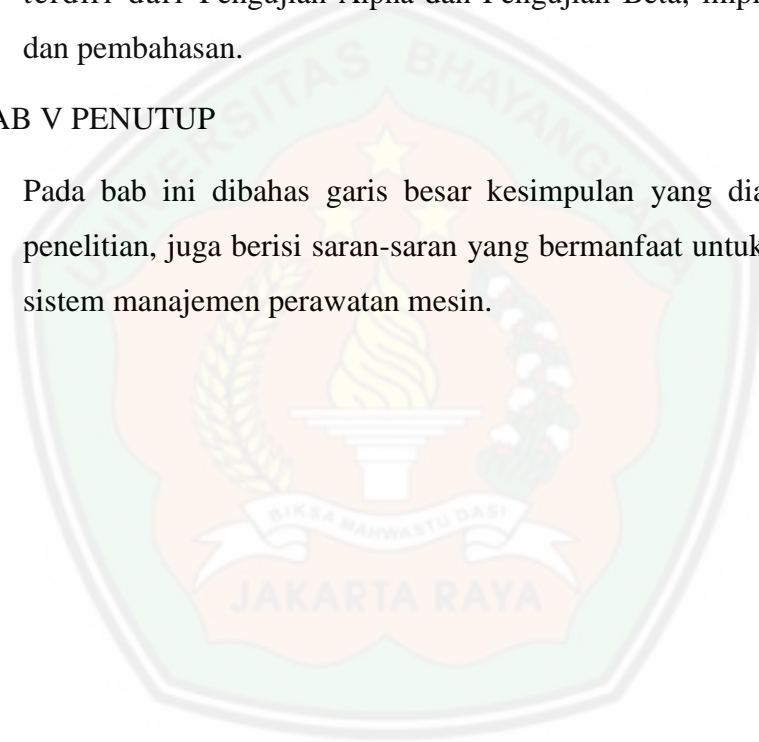 terdiri dari Pengujian Alpha dan Pengujian Beta,
dan pembahasan.
AB V PENUTUP
Pada bab ini dibahas garis besar kesimpulan yang dia
penelitian, juga berisi saran-saran yang bermanfaat untuk
sistem manajemen perawatan mesin.
UNIVERSITAS BHAYANGKARA
BIKSA MAHWASTU DASI
JAKARTA RAYA